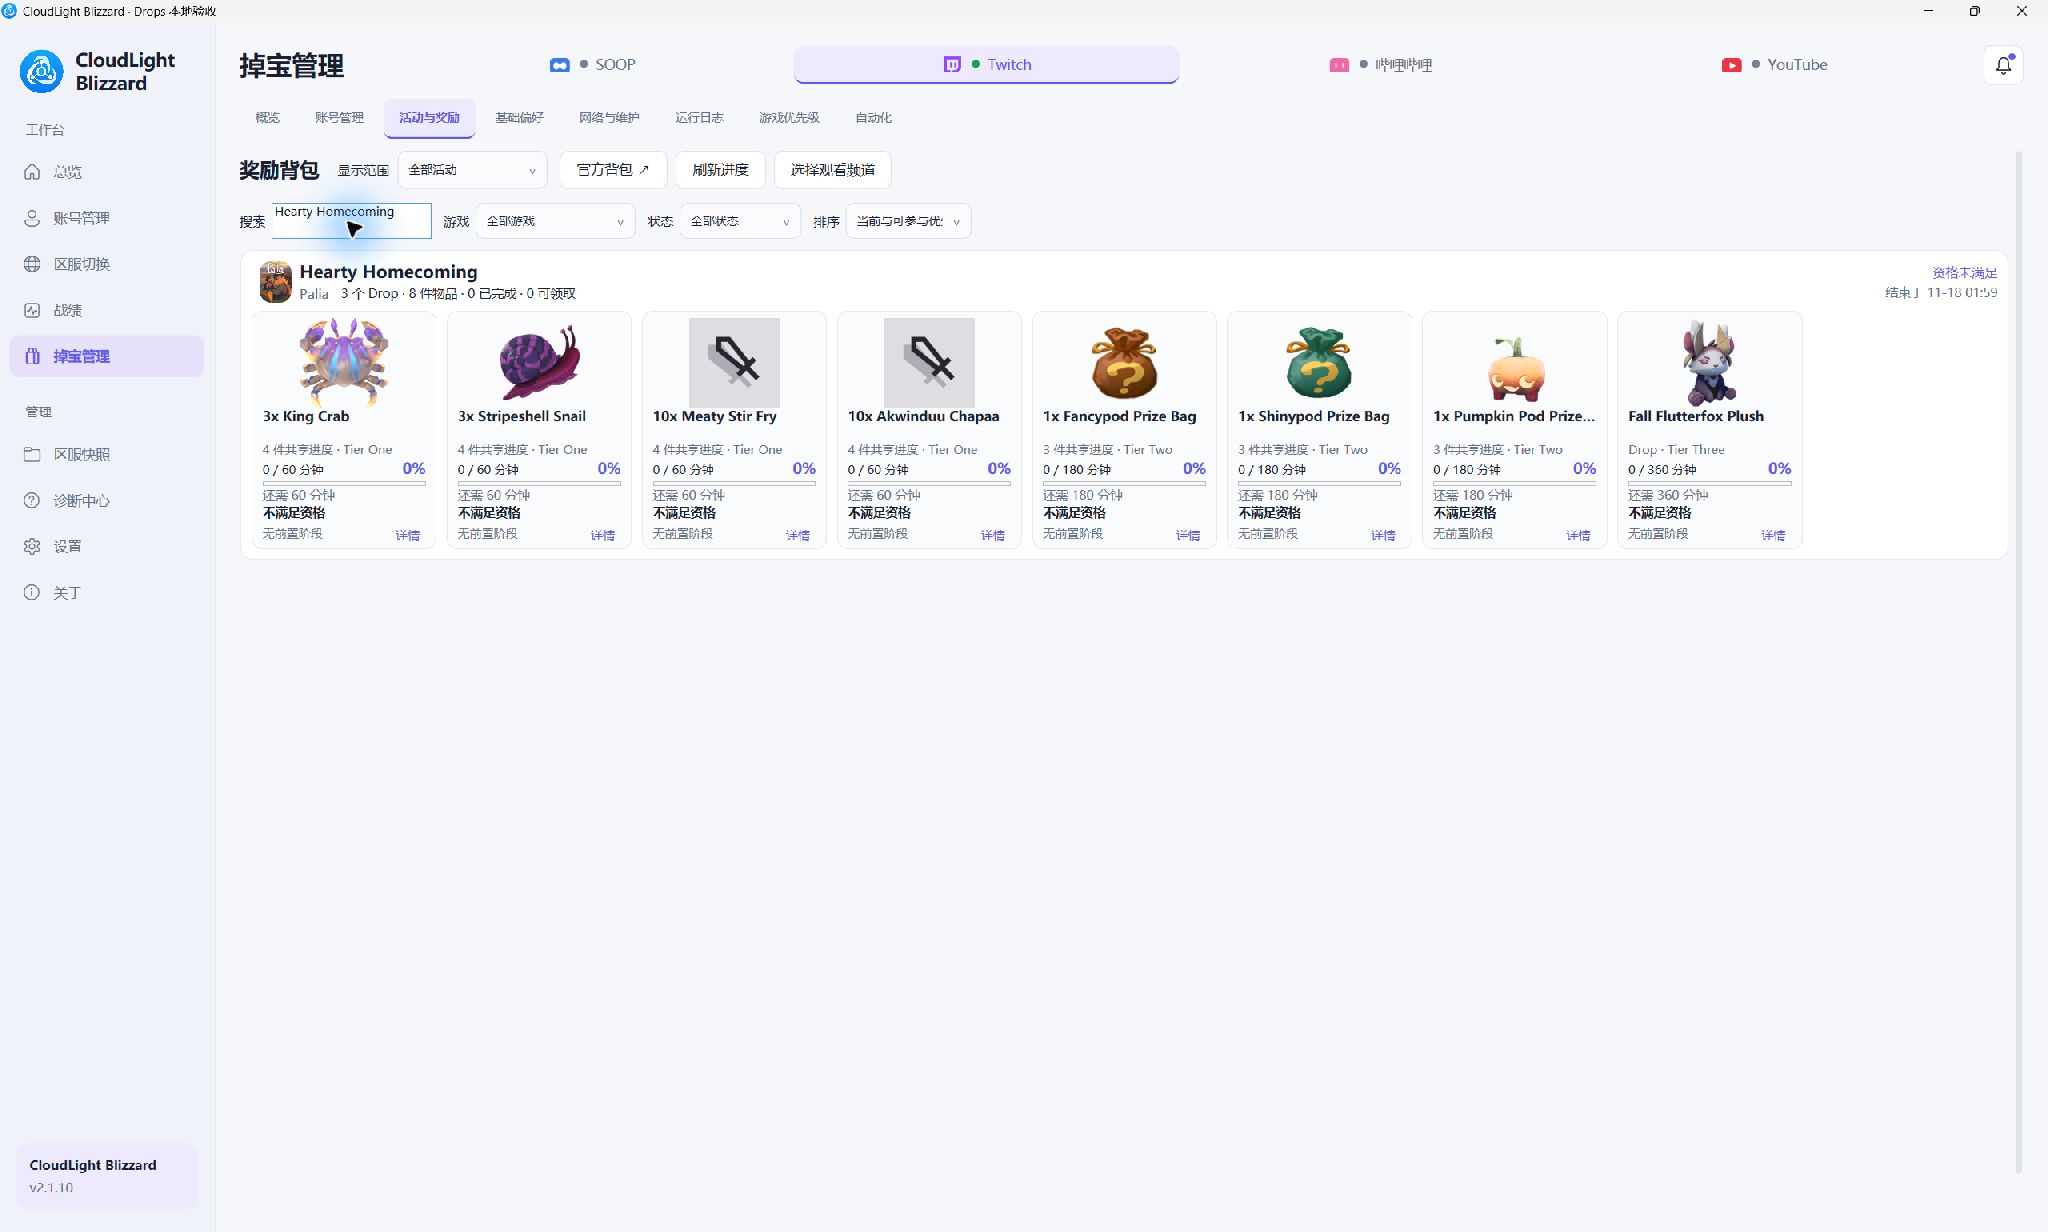 CloudLight Blizzard · Drops 本地验收
CloudLight Blizzard
掉宝管理
SOOP
Twitch
哔哩哔哩
YouTube
概览
账号管理
活动与奖励
基础偏好
网络与维护
运行日志
游戏优先级
自动化
工作台
总览
账号管理
区服切换
战绩
掉宝管理
管理
区服快照
诊断中心
设置
关于
奖励背包
显示范围
全部活动
官方背包 ↗
刷新进度
选择观看频道
搜索
Hearty Homecoming
游戏
全部游戏
状态
全部状态
排序
当前与可参与优
Hearty Homecoming
资格未满足
Palia 3 个 Drop · 8 件物品 · 0 已完成 · 0 可领取
结束于 11-18 01:59
3x King Crab
4 件共享进度 · Tier One
0 / 60 分钟 0%
还需 60 分钟
不满足资格
无前置阶段 详情
3x Stripeshell Snail
4 件共享进度 · Tier One
0 / 60 分钟 0%
还需 60 分钟
不满足资格
无前置阶段 详情
10x Meaty Stir Fry
4 件共享进度 · Tier One
0 / 60 分钟 0%
还需 60 分钟
不满足资格
无前置阶段 详情
10x Akwinduu Chapaa
4 件共享进度 · Tier One
0 / 60 分钟 0%
还需 60 分钟
不满足资格
无前置阶段 详情
1x Fancypod Prize Bag
3 件共享进度 · Tier Two
0 / 180 分钟 0%
还需 180 分钟
不满足资格
无前置阶段 详情
1x Shinypod Prize Bag
3 件共享进度 · Tier Two
0 / 180 分钟 0%
还需 180 分钟
不满足资格
无前置阶段 详情
1x Pumpkin Pod Prize...
3 件共享进度 · Tier Two
0 / 180 分钟 0%
还需 180 分钟
不满足资格
无前置阶段 详情
Fall Flutterfox Plush
Drop · Tier Three
0 / 360 分钟 0%
还需 360 分钟
不满足资格
无前置阶段 详情
CloudLight Blizzard
v2.1.10